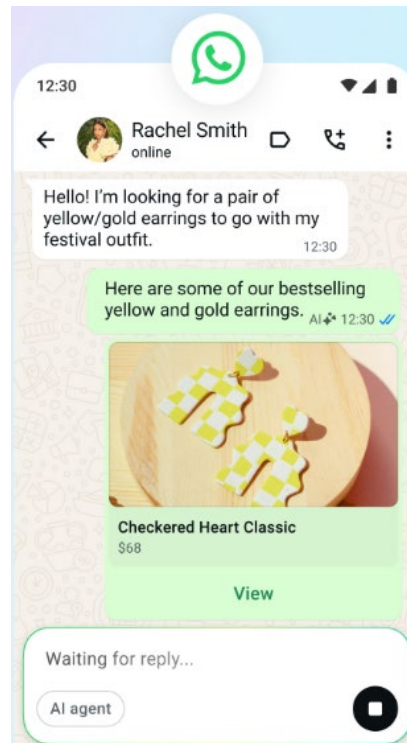 12:30
Rachel Smith
online
Hello! I'm looking for a pair of
yellow/gold earrings to go with my
festival outfit.
12:30
Here are some of our bestselling
yellow and gold earrings.
AI 12:30
Checkered Heart Classic
$68
View
Waiting for reply...
AI agent